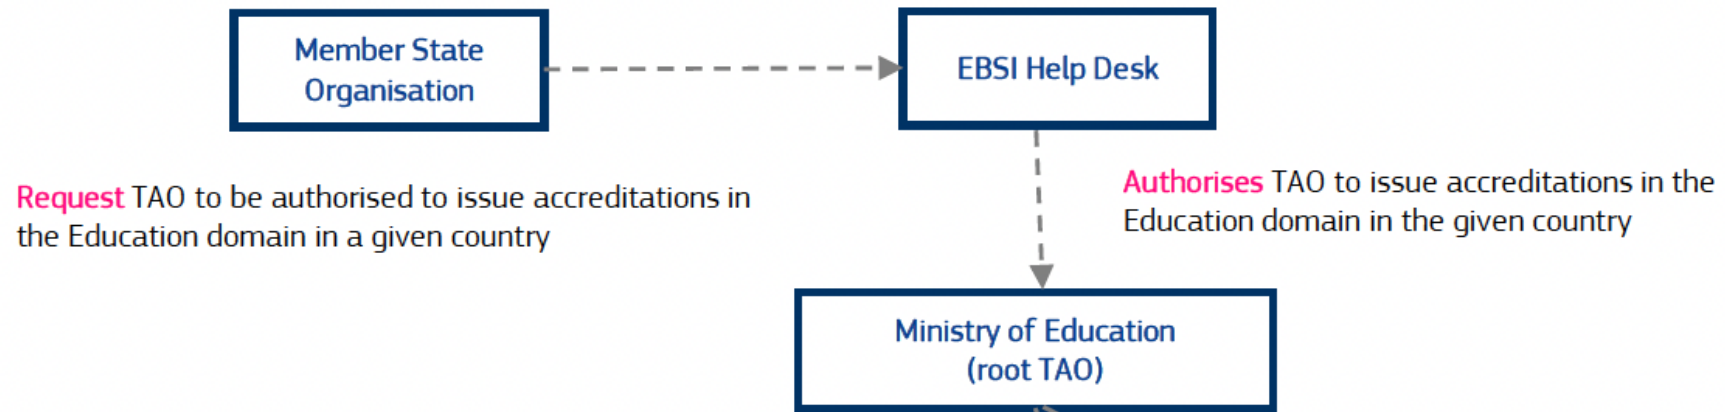 Member State
Organisation
EBSI Help Desk
Request TAO to be authorised to issue accreditations in
the Education domain in a given country
Authorises TAO to issue accreditations in the
Education domain in the given country
Ministry of Education
(root TAO)